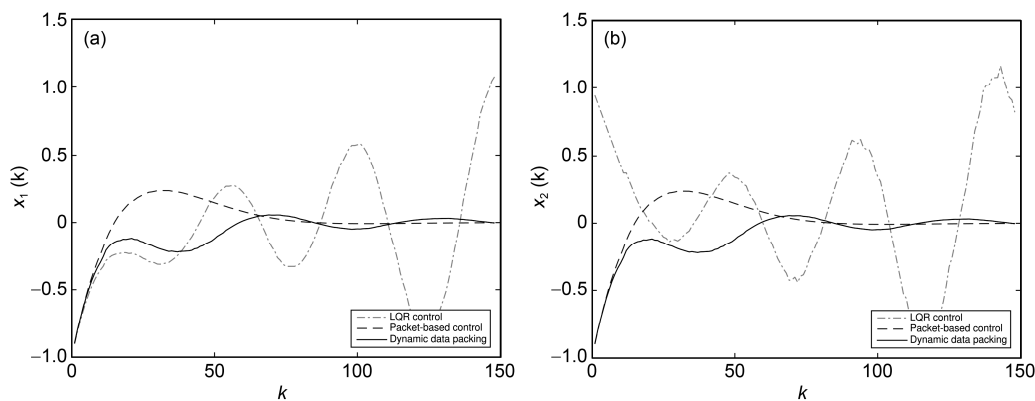 (a)
x1 (k)
1.5
1.0
0.5
0
−0.5
−1.0
0
50
100
150
k
LQR control
Packet-based control
Dynamic data packing
(b)
x2 (k)
1.5
1.0
0.5
0
−0.5
−1.0
0
50
100
150
k
LQR control
Packet-based control
Dynamic data packing